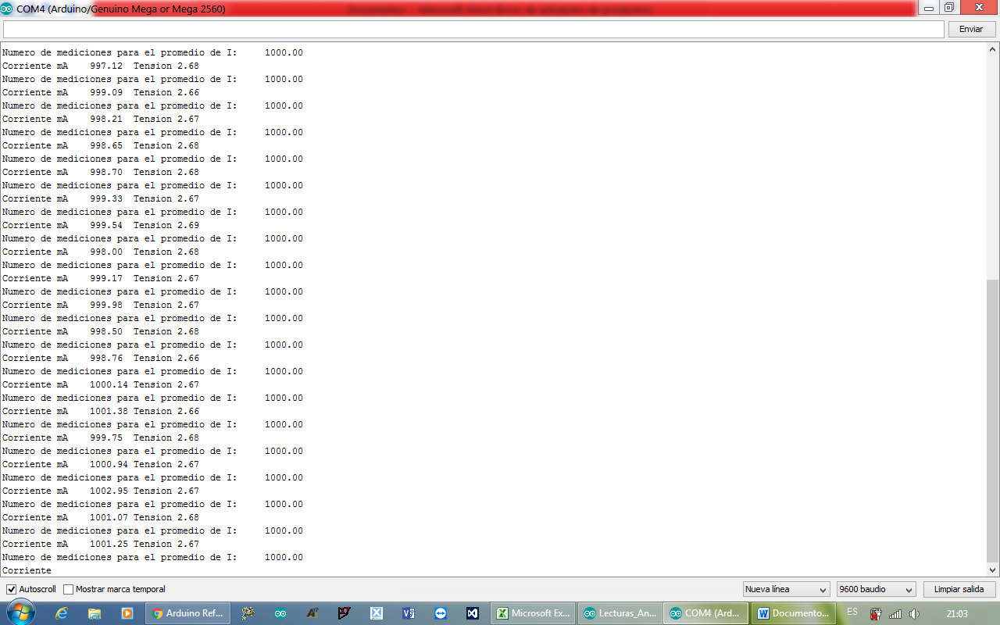 COM4 (Arduino/Genuino Mega or Mega 2560)
Enviar
Numero de mediciones para el promedio de I:     1000.00
Corriente mA    997.12  Tension 2.68
Numero de mediciones para el promedio de I:     1000.00
Corriente mA    999.09  Tension 2.66
Numero de mediciones para el promedio de I:     1000.00
Corriente mA    998.21  Tension 2.67
Numero de mediciones para el promedio de I:     1000.00
Corriente mA    998.65  Tension 2.68
Numero de mediciones para el promedio de I:     1000.00
Corriente mA    998.70  Tension 2.68
Numero de mediciones para el promedio de I:     1000.00
Corriente mA    999.33  Tension 2.67
Numero de mediciones para el promedio de I:     1000.00
Corriente mA    999.54  Tension 2.69
Numero de mediciones para el promedio de I:     1000.00
Corriente mA    998.00  Tension 2.68
Numero de mediciones para el promedio de I:     1000.00
Corriente mA    999.17  Tension 2.67
Numero de mediciones para el promedio de I:     1000.00
Corriente mA    999.98  Tension 2.67
Numero de mediciones para el promedio de I:     1000.00
Corriente mA    998.50  Tension 2.68
Numero de mediciones para el promedio de I:     1000.00
Corriente mA    998.76  Tension 2.66
Numero de mediciones para el promedio de I:     1000.00
Corriente mA    1000.14 Tension 2.67
Numero de mediciones para el promedio de I:     1000.00
Corriente mA    1001.38 Tension 2.66
Numero de mediciones para el promedio de I:     1000.00
Corriente mA    999.75  Tension 2.68
Numero de mediciones para el promedio de I:     1000.00
Corriente mA    1000.94 Tension 2.67
Numero de mediciones para el promedio de I:     1000.00
Corriente mA    1002.95 Tension 2.67
Numero de mediciones para el promedio de I:     1000.00
Corriente mA    1001.07 Tension 2.68
Numero de mediciones para el promedio de I:     1000.00
Corriente mA    1001.25 Tension 2.67
Numero de mediciones para el promedio de I:     1000.00
Corriente
Autoscroll Mostrar marca temporal Nueva línea 9600 baudio Limpiar salida
Arduino Ref... Microsoft Ex... Lecturas_An... COM4 (Ard... Documento... ES 21:03